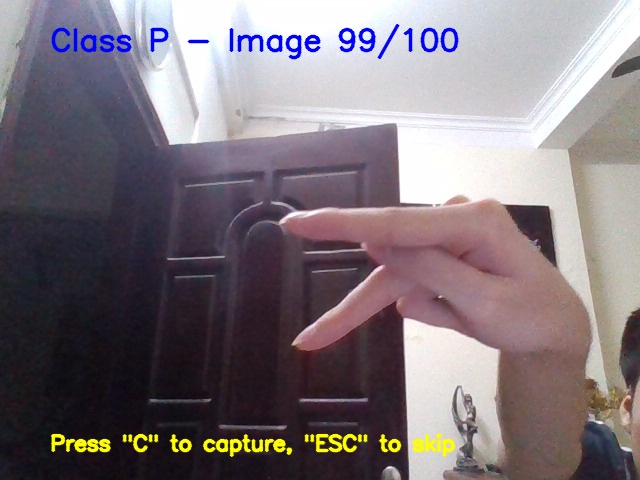 Class P - Image 99/100
Press "C" to capture, "ESC" to skip